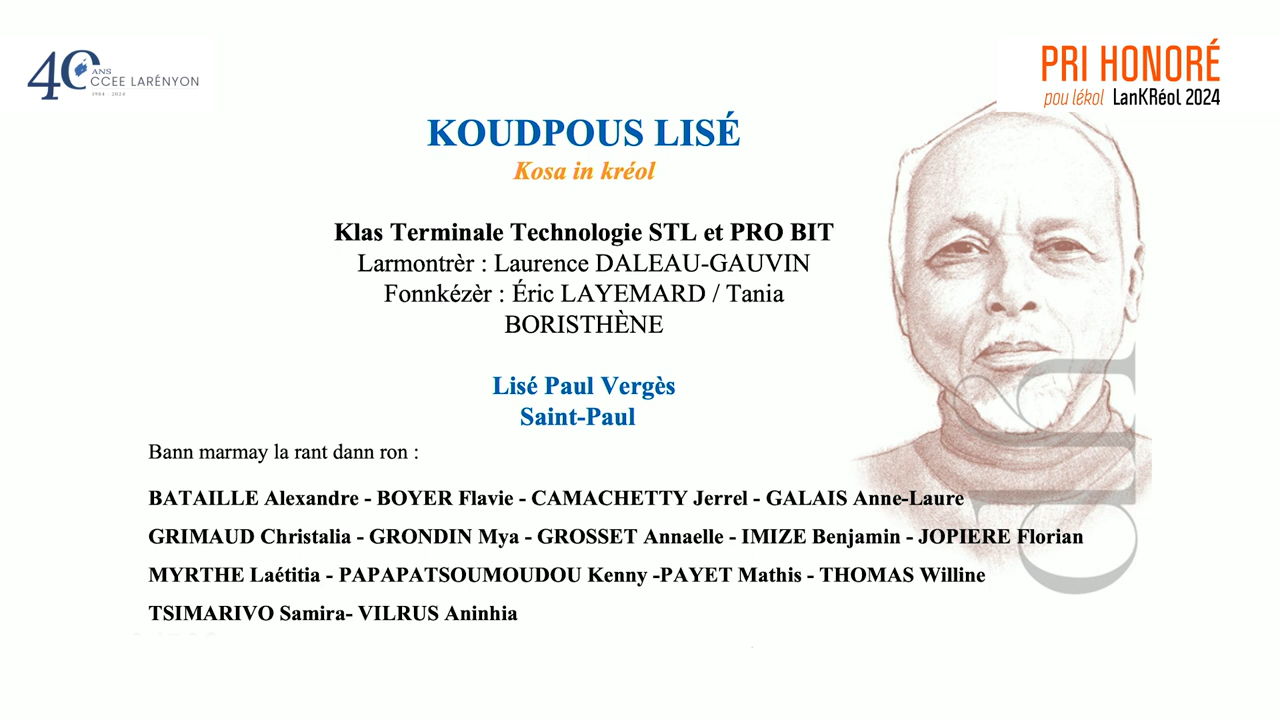 40 ANS
CCEE LARÉNYON
1984 - 2024
PRI HONORÉ
pou lékol LanKRéol 2024
KOUDPOUS LISÉ
Kosa in kréol
Klas Terminale Technologie STL et PRO BIT
Larmontrèr : Laurence DALEAU-GAUVIN
Fonnkézèr : Éric LAYEMARD / Tania
BORISTHÈNE
Lisé Paul Vergès
Saint-Paul
Bann marmay la rant dann ron :
BATAILLE Alexandre - BOYER Flavie - CAMACHETTY Jerrel - GALAIS Anne-Laure
GRIMAUD Christalia - GRONDIN Mya - GROSSET Annaelle - IMIZE Benjamin - JOPIERE Florian
MYRTHE Laétitia - PAPAPATSOUMOUDOU Kenny -PAYET Mathis - THOMAS Willine
TSIMARIVO Samira- VILRUS Aninhia